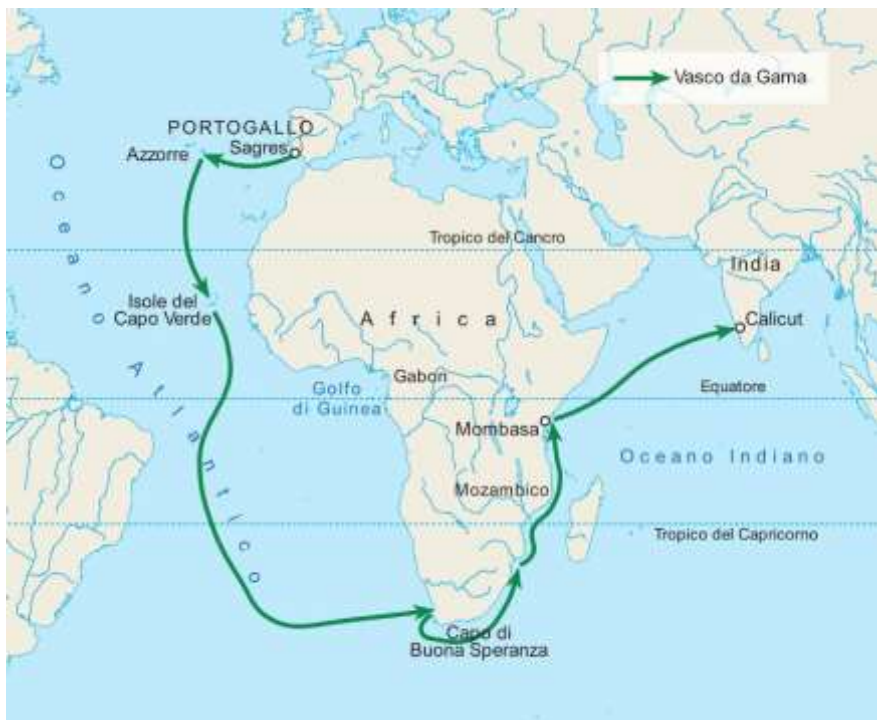 Vasco da Gama
PORTOGALLO
Sagres
Azzorre
Oceano Atlantico
Tropico del Cancro
India
Isole del
Capo Verde
Africa
Calicut
Gabon
Golfo
di Guinea
Equatore
Mombasa
Oceano Indiano
Mozambico
Tropico del Capricorno
Capo di
Buona Speranza